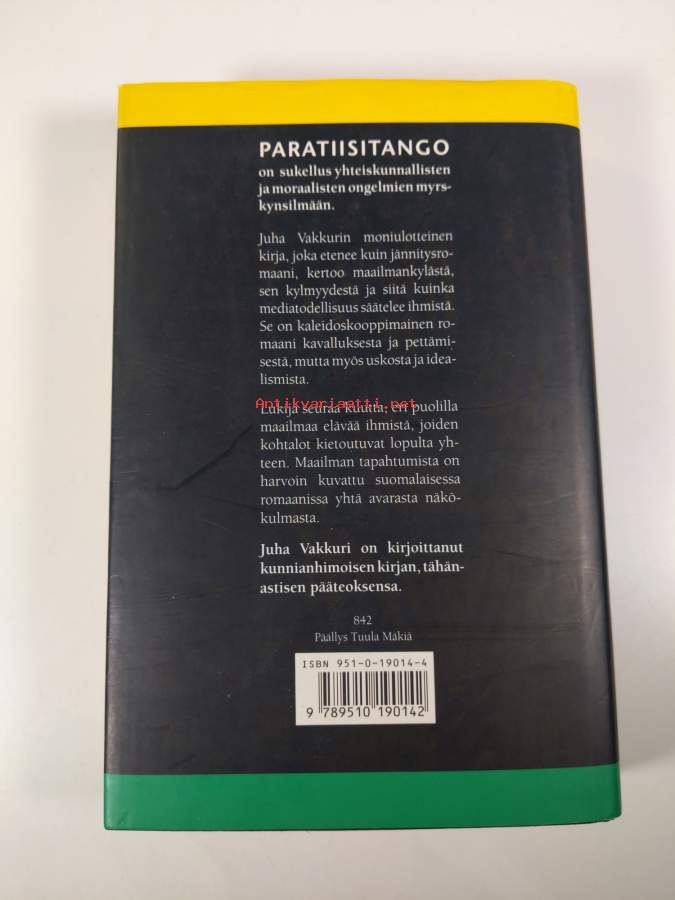 PARATIISITANGO
on sukellus yhteiskunnallisten
ja moraalisten ongelmien myrs-
kynsilmään.
Juha Vakkurin moniulotteinen
kirja, joka etenee kuin jännitysro-
maani, kertoo maailmankylästä,
sen kylmyydestä ja siitä kuinka
mediatodellisuus säätelee ihmistä.
Se on kaleidoskooppimainen ro-
maani kavalluksesta ja pettämi-
sestä, mutta myös uskosta ja idea-
lismista.
Antikvariaatti.net
Lukija seuraa kuutta, eri puolilla
maailmaa elävää ihmistä, joiden
kohtalot kietoutuvat lopulta yh-
teen. Maailman tapahtumista on
harvoin kuvattu suomalaisessa
romaanissa yhtä avarasta näkö-
kulmasta.
Juha Vakkuri on kirjoittanut
kunnianhimoisen kirjan, tähän-
astisen pääteoksensa.
842
Päällys Tuula Mäkiä
ISBN 951-0-19014-4
9 789510 190142